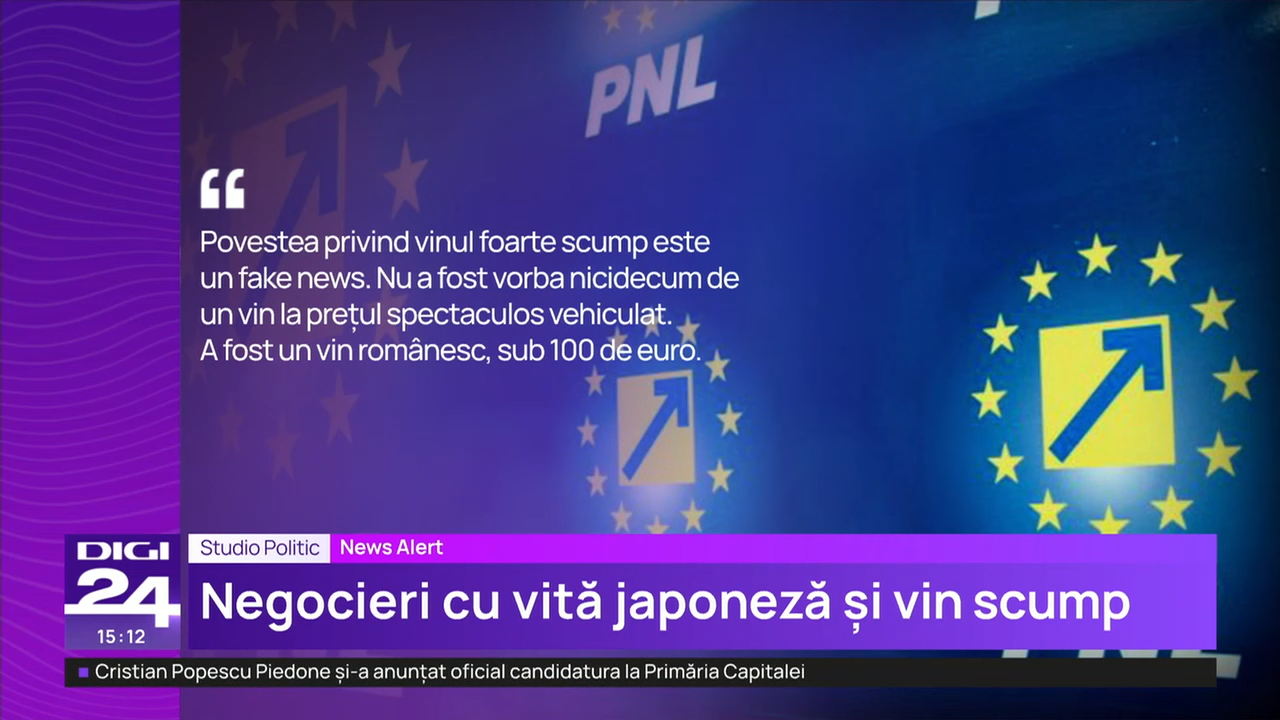 PNL
“
Povestea privind vinul foarte scump este
un fake news. Nu a fost vorba nicidecum de
un vin la prețul spectaculos vehiculat.
A fost un vin românesc, sub 100 de euro.
DIGI
24
15:12
Studio Politic
News Alert
Negocieri cu vită japoneză și vin scump
Cristian Popescu Piedone și-a anunțat oficial candidatura la Primăria Capitalei